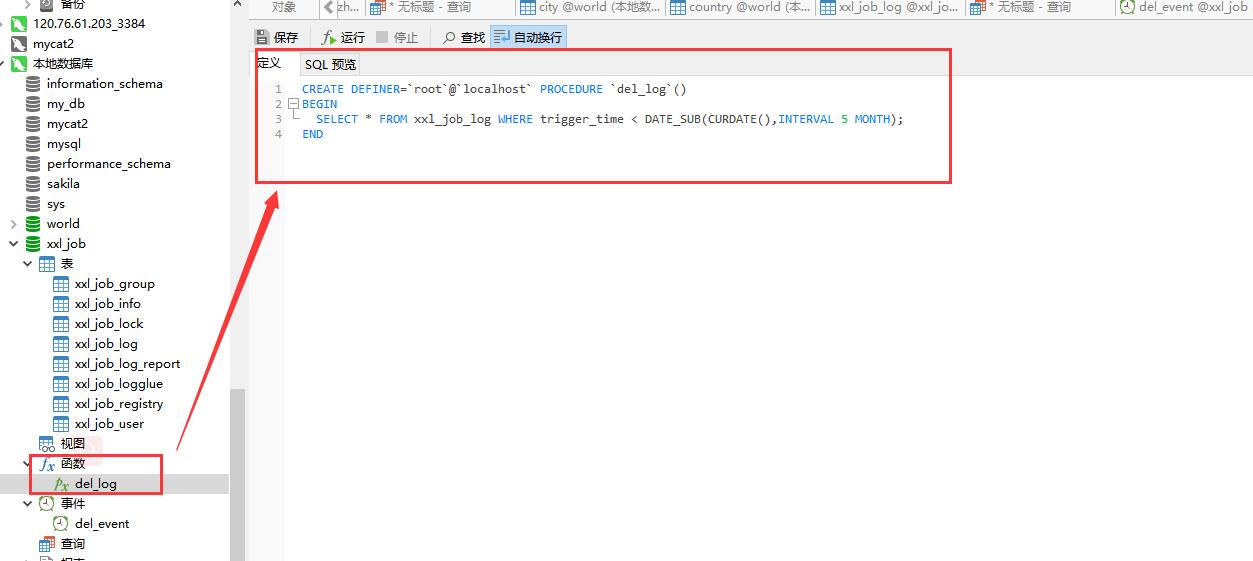 备份
120.76.61.203_3384
mycat2
本地数据库
information_schema
my_db
mycat2
mysql
performance_schema
sakila
sys
world
xxl_job
表
xxl_job_group
xxl_job_info
xxl_job_lock
xxl_job_log
xxl_job_log_report
xxl_job_logglue
xxl_job_registry
xxl_job_user
视图
函数
del_log
事件
del_event
查询
对象 zh... * 无标题 - 查询 city @world (本地数... country @world (本... xxl_job_log @xxl_jo... * 无标题 - 查询 del_event @xxl_job
保存 运行 停止 查找 自动换行
定义 SQL 预览
1 CREATE DEFINER=`root`@`localhost` PROCEDURE `del_log`()
2 BEGIN
3 SELECT * FROM xxl_job_log WHERE trigger_time < DATE_SUB(CURDATE(),INTERVAL 5 MONTH);
4 END